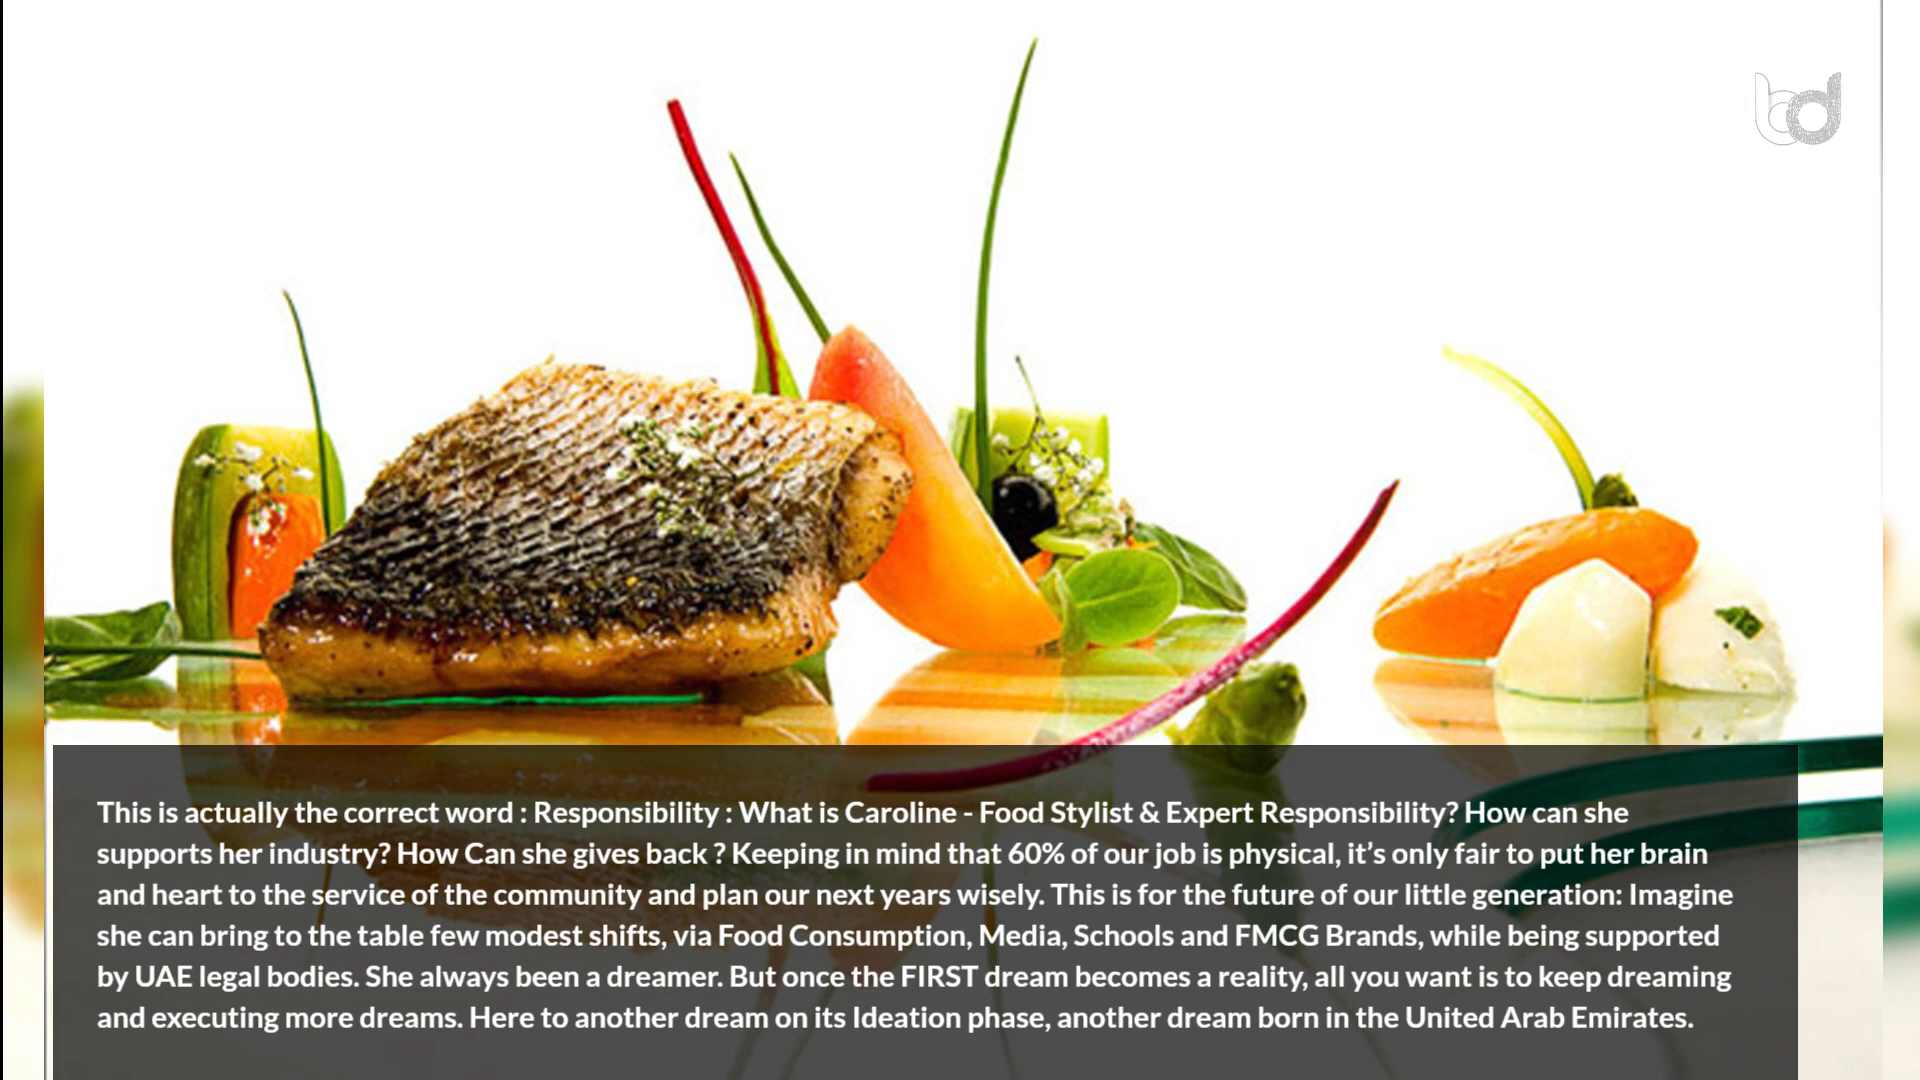 bd
This is actually the correct word : Responsibility : What is Caroline - Food Stylist & Expert Responsibility? How can she
supports her industry? How Can she gives back ? Keeping in mind that 60% of our job is physical, it’s only fair to put her brain
and heart to the service of the community and plan our next years wisely. This is for the future of our little generation: Imagine
she can bring to the table few modest shifts, via Food Consumption, Media, Schools and FMCG Brands, while being supported
by UAE legal bodies. She always been a dreamer. But once the FIRST dream becomes a reality, all you want is to keep dreaming
and executing more dreams. Here to another dream on its Ideation phase, another dream born in the United Arab Emirates.